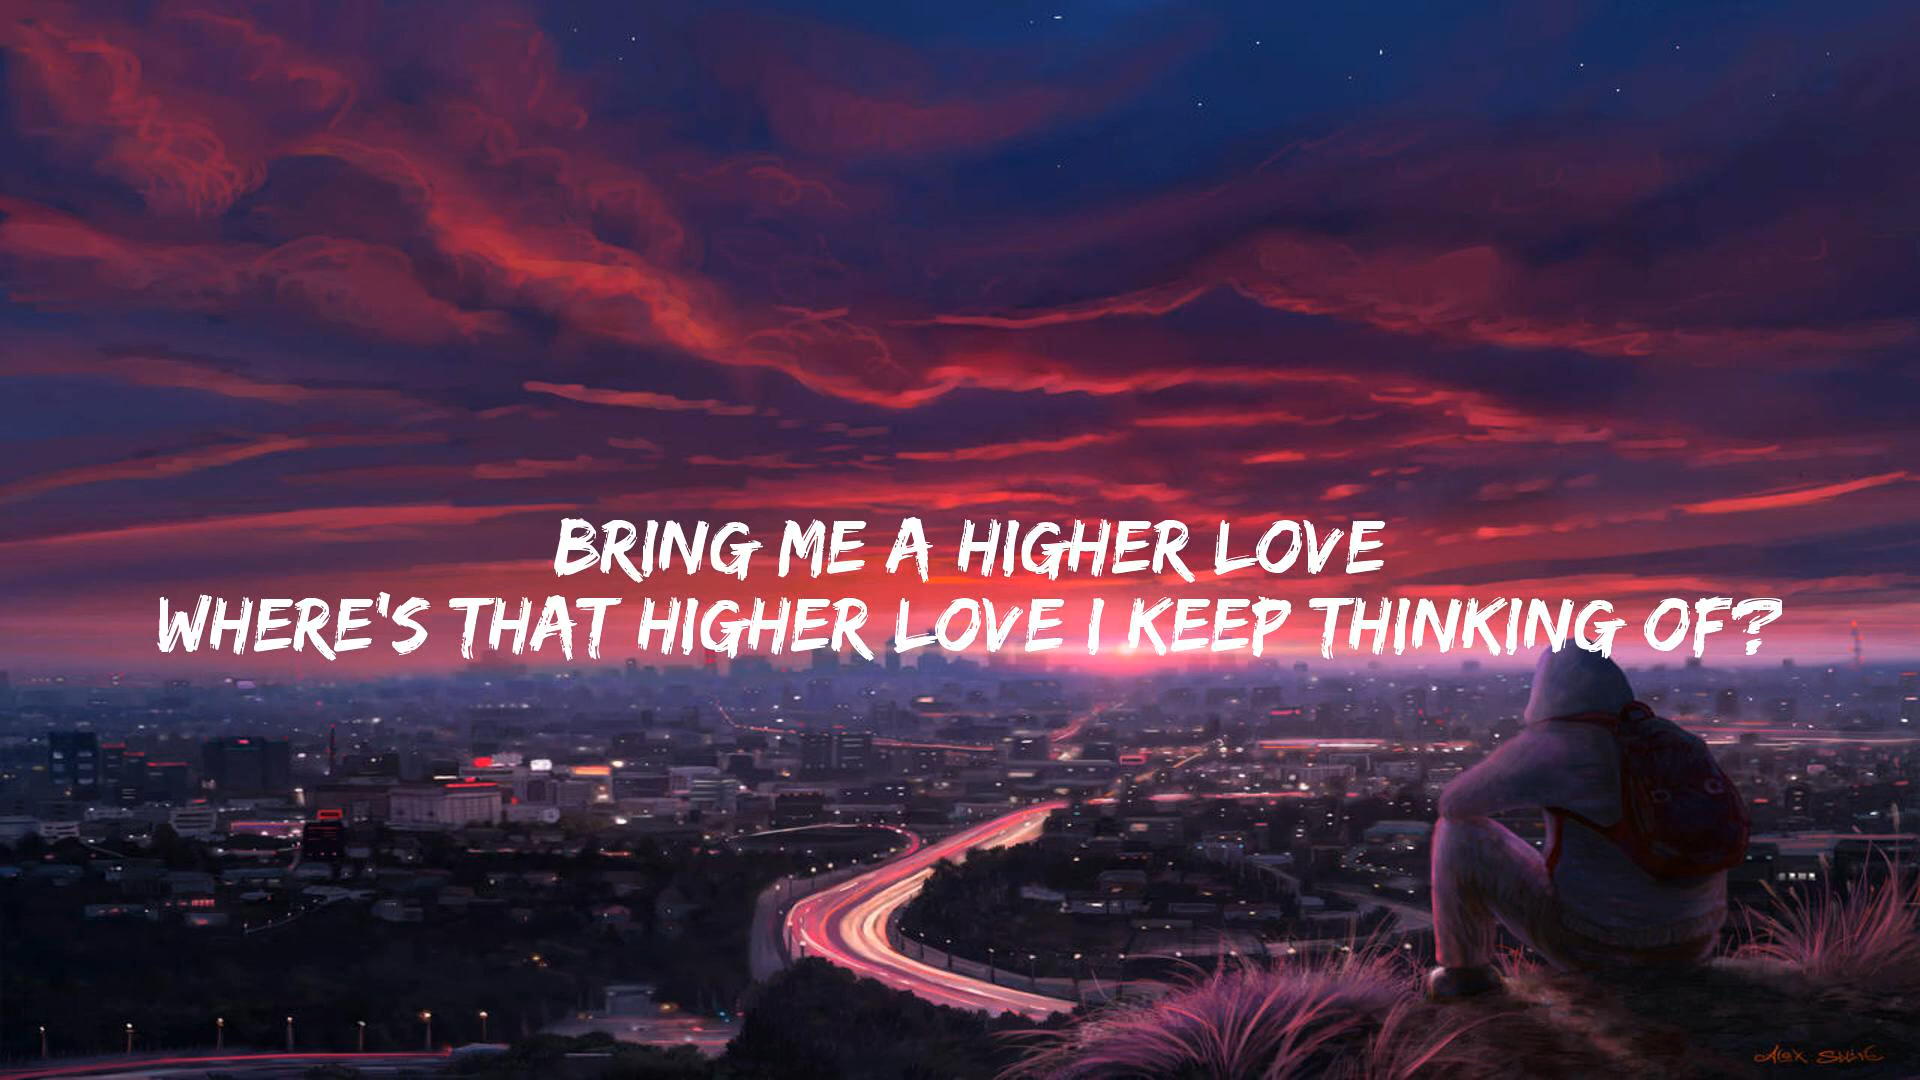 BRING ME A HIGHER LOVE
WHERE'S THAT HIGHER LOVE I KEEP THINKING OF?